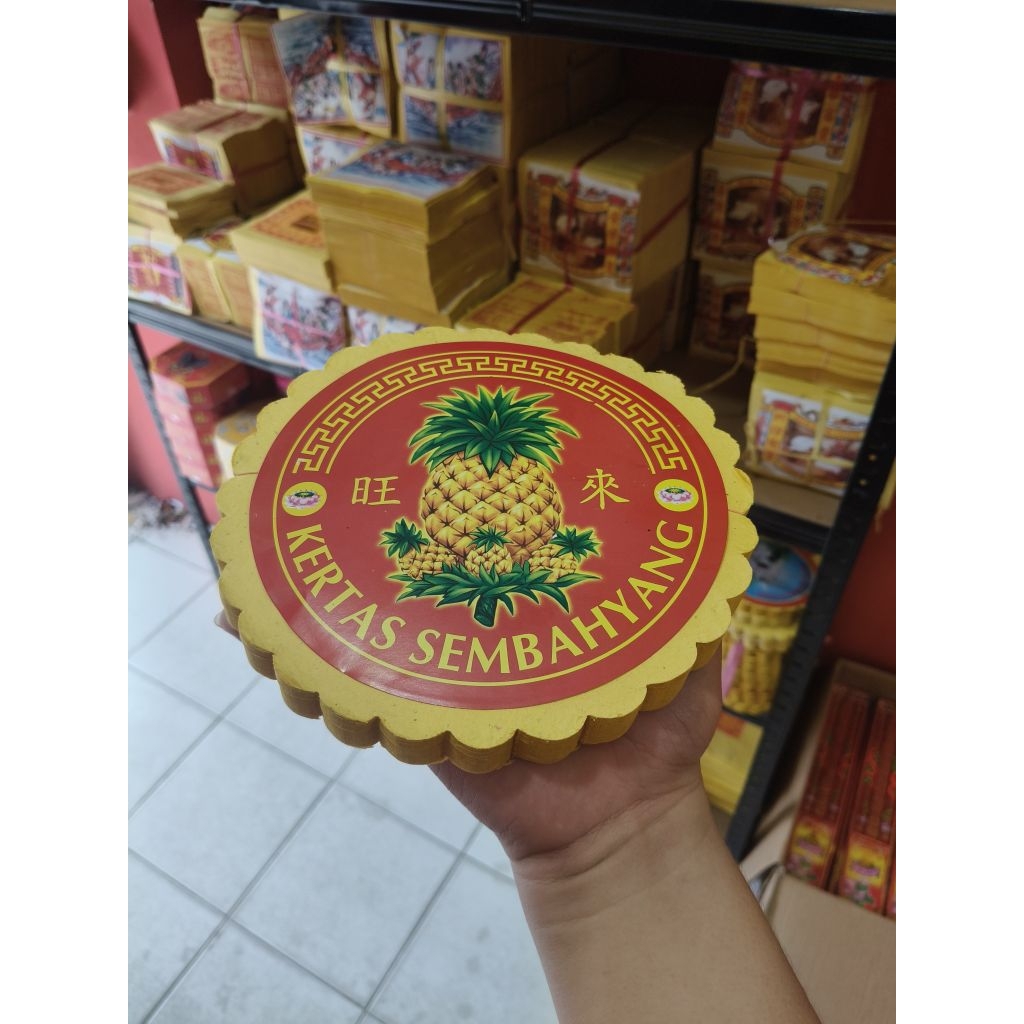 旺 來
KERTAS SEMBAHYANG